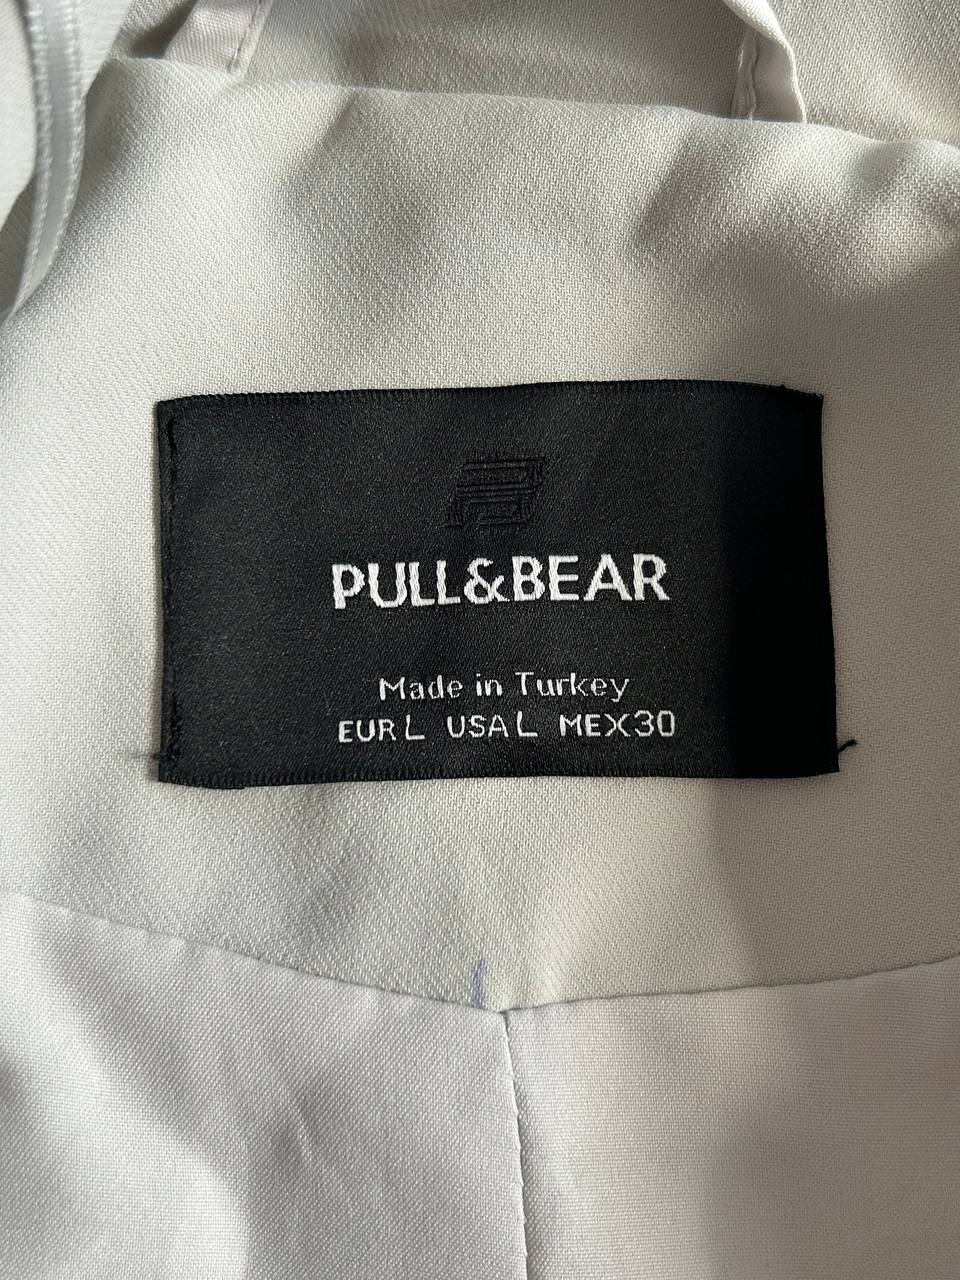 PULL&BEAR
Made in Turkey
EUR L USA L MEX 30